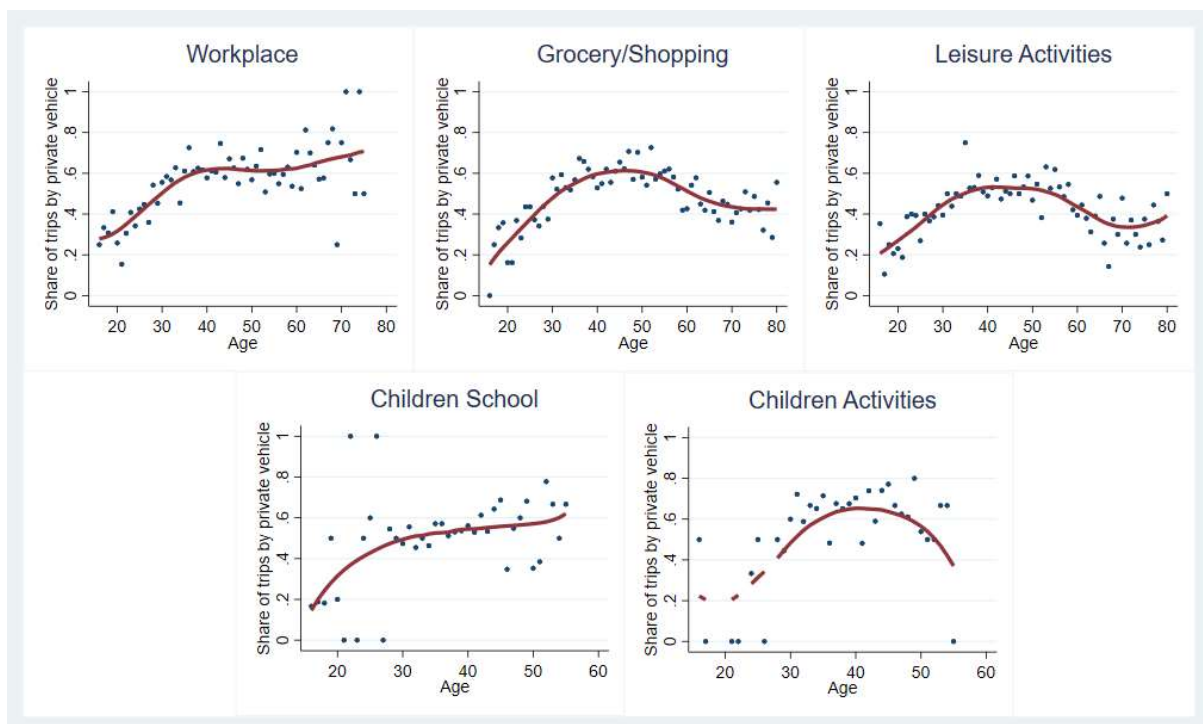 Workplace
Share of trips by private vehicle
1
.8
.6
.4
.2
0
20 30 40 50 60 70 80
Age
Grocery/Shopping
Share of trips by private vehicle
1
.8
.6
.4
.2
0
20 30 40 50 60 70 80
Age
Leisure Activities
Share of trips by private vehicle
1
.8
.6
.4
.2
0
20 30 40 50 60 70 80
Age
Children School
Share of trips by private vehicle
1
.8
.6
.4
.2
0
20 30 40 50 60
Age
Children Activities
Share of trips by private vehicle
1
.8
.6
.4
.2
0
20 30 40 50 60
Age